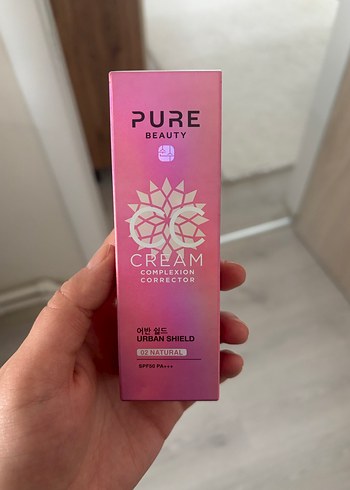 PURE
BEAUTY
CC
CREAM
COMPLEXION
CORRECTOR
어반 쉴드
URBAN SHIELD
02 NATURAL
SPF50 PA+++